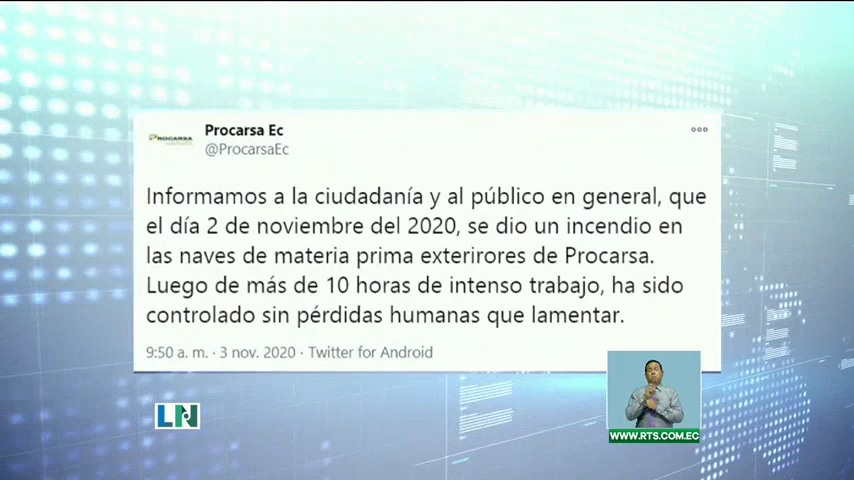 PROCARSA
Procarsa Ec
@ProcarsaEc
Informamos a la ciudadanía y al público en general, que
el día 2 de noviembre del 2020, se dio un incendio en
las naves de materia prima exterirores de Procarsa.
Luego de más de 10 horas de intenso trabajo, ha sido
controlado sin pérdidas humanas que lamentar.
9:50 a. m. · 3 nov. 2020 · Twitter for Android
LN
WWW.RTS.COM.EC